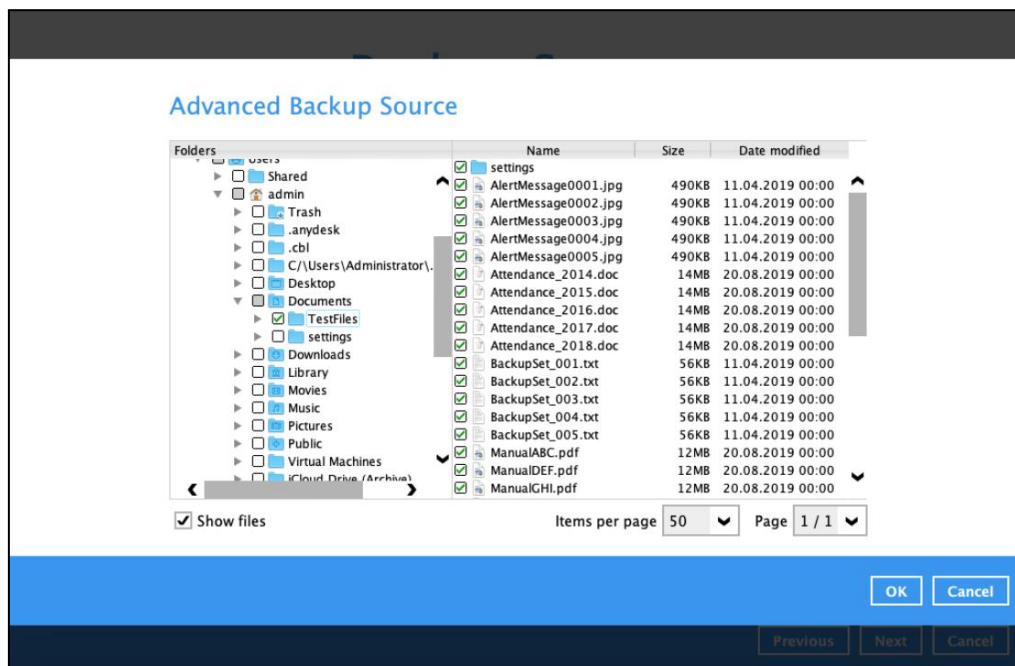 Advanced Backup Source
Folders
Users
Shared
admin
Trash
.anydesk
.cbl
C/\Users\Administrator\.
Desktop
Documents
TestFiles
settings
Downloads
Library
Movies
Music
Pictures
Public
Virtual Machines
iCloud Drive (Archive)
Name Size Date modified
settings
AlertMessage0001.jpg 490KB 11.04.2019 00:00
AlertMessage0002.jpg 490KB 11.04.2019 00:00
AlertMessage0003.jpg 490KB 11.04.2019 00:00
AlertMessage0004.jpg 490KB 11.04.2019 00:00
AlertMessage0005.jpg 490KB 11.04.2019 00:00
Attendance_2014.doc 14MB 20.08.2019 00:00
Attendance_2015.doc 14MB 20.08.2019 00:00
Attendance_2016.doc 14MB 20.08.2019 00:00
Attendance_2017.doc 14MB 20.08.2019 00:00
Attendance_2018.doc 14MB 20.08.2019 00:00
BackupSet_001.txt 56KB 11.04.2019 00:00
BackupSet_002.txt 56KB 11.04.2019 00:00
BackupSet_003.txt 56KB 11.04.2019 00:00
BackupSet_004.txt 56KB 11.04.2019 00:00
BackupSet_005.txt 56KB 11.04.2019 00:00
ManualABC.pdf 12MB 20.08.2019 00:00
ManualDEF.pdf 12MB 20.08.2019 00:00
ManualGHI.pdf 12MB 20.08.2019 00:00
Show files Items per page 50 Page 1 / 1
OK Cancel
Previous Next Cancel